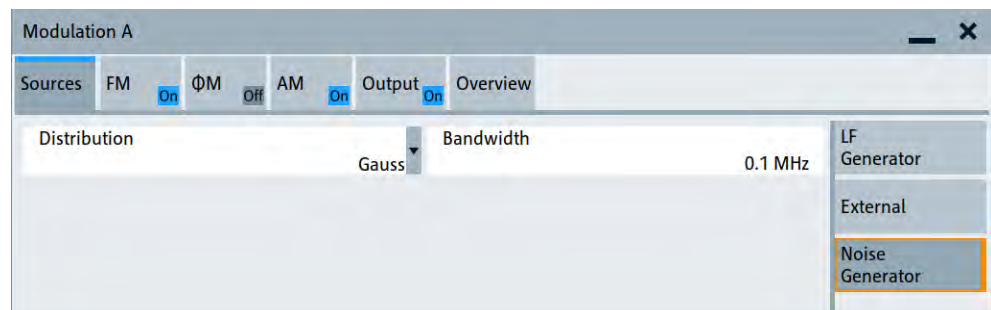 Modulation A
Sources FM On ΦM Off AM On Output On Overview
Distribution
Gauss
Bandwidth
0.1 MHz
LF
Generator
External
Noise
Generator